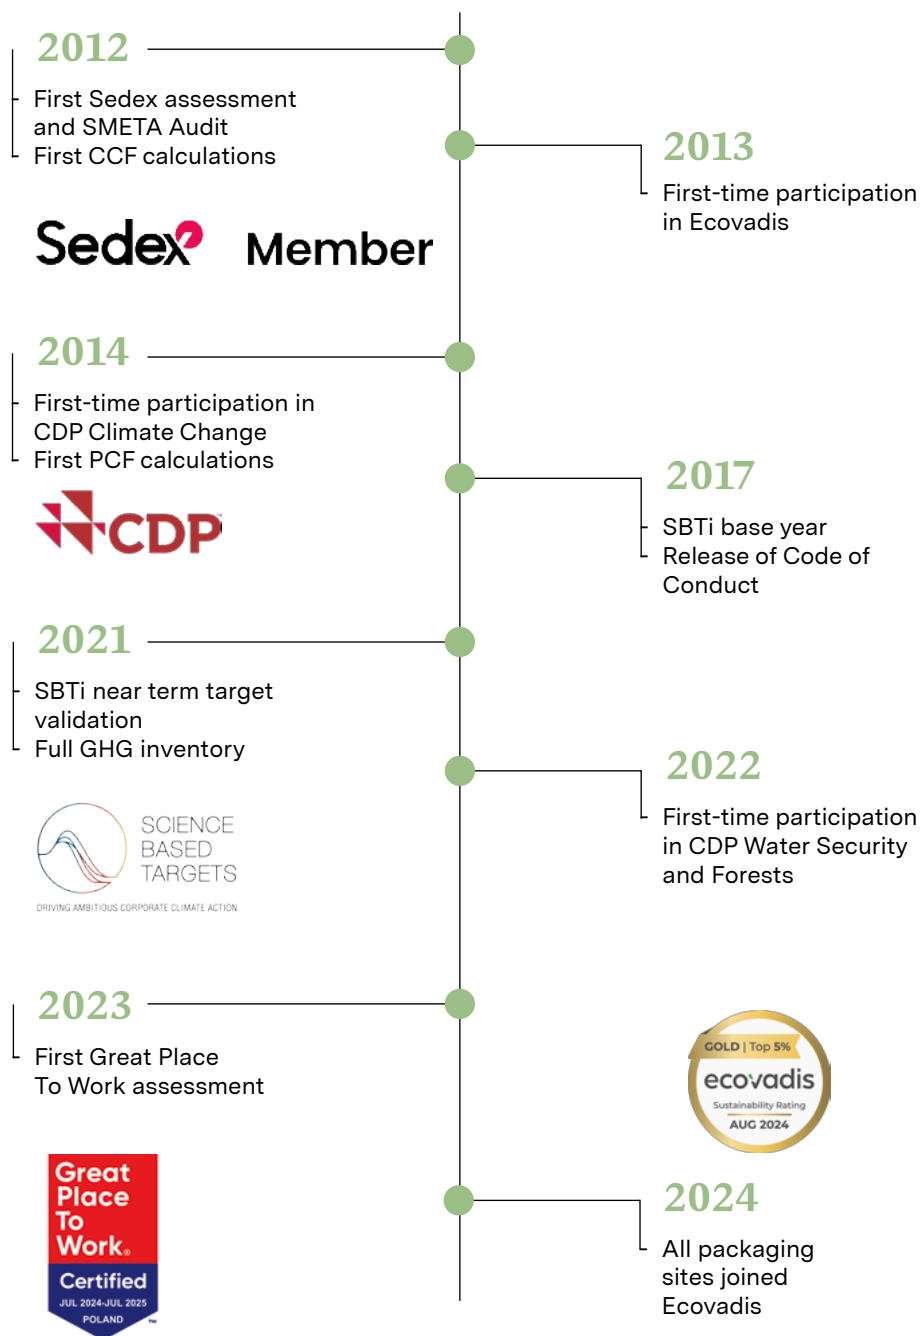 2012
First Sedex assessment
and SMETA Audit
First CCF calculations
2013
First-time participation
in Ecovadis
Sedex Member
2014
First-time participation in
CDP Climate Change
First PCF calculations
CDP
2017
SBTi base year
Release of Code of
Conduct
2021
SBTi near term target
validation
Full GHG inventory
2022
First-time participation
in CDP Water Security
and Forests
SCIENCE
BASED
TARGETS
DRIVING AMBITIOUS CORPORATE CLIMATE ACTION
2023
First Great Place
To Work assessment
GOLD | Top 5%
ecovadis
Sustainability Rating
AUG 2024
Great
Place
To
Work®
Certified
JUL 2024-JUL 2025
POLAND ™
2024
All packaging
sites joined
Ecovadis